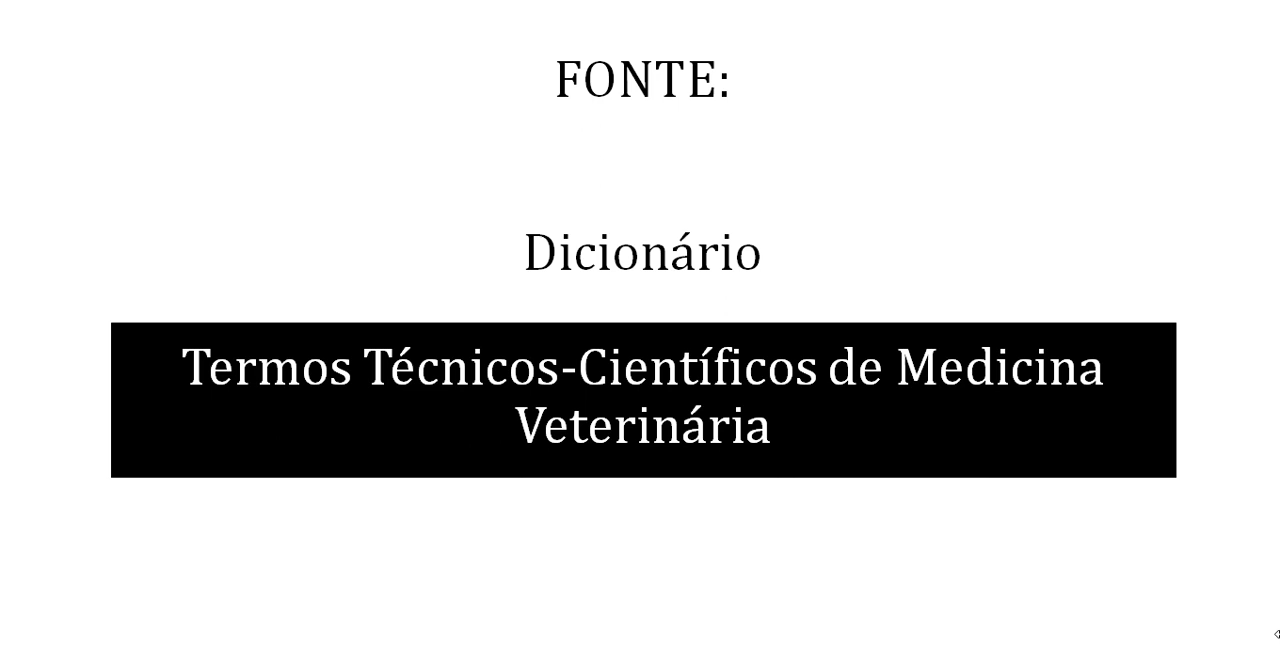 FONTE:
Dicionário
Termos Técnicos-Científicos de Medicina
Veterinária